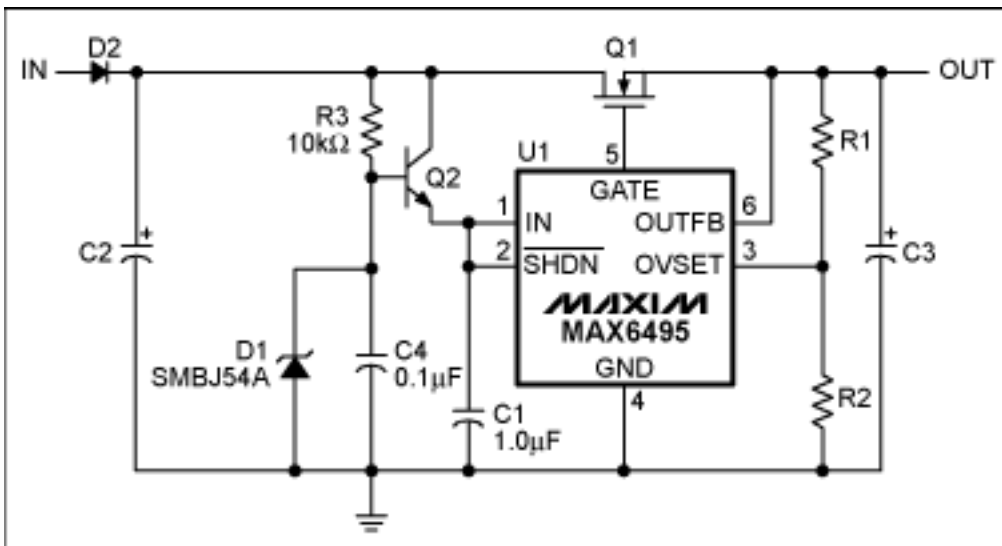 D2
Q1
IN
OUT
R3
10kΩ
R1
U1
5
Q2
GATE
1
IN
OUTFB
6
C2
+
2
SHDN
OVSET
3
+
C3
MAXIM
MAX6495
D1
SMBJ54A
C4
0.1µF
GND
4
R2
C1
1.0µF